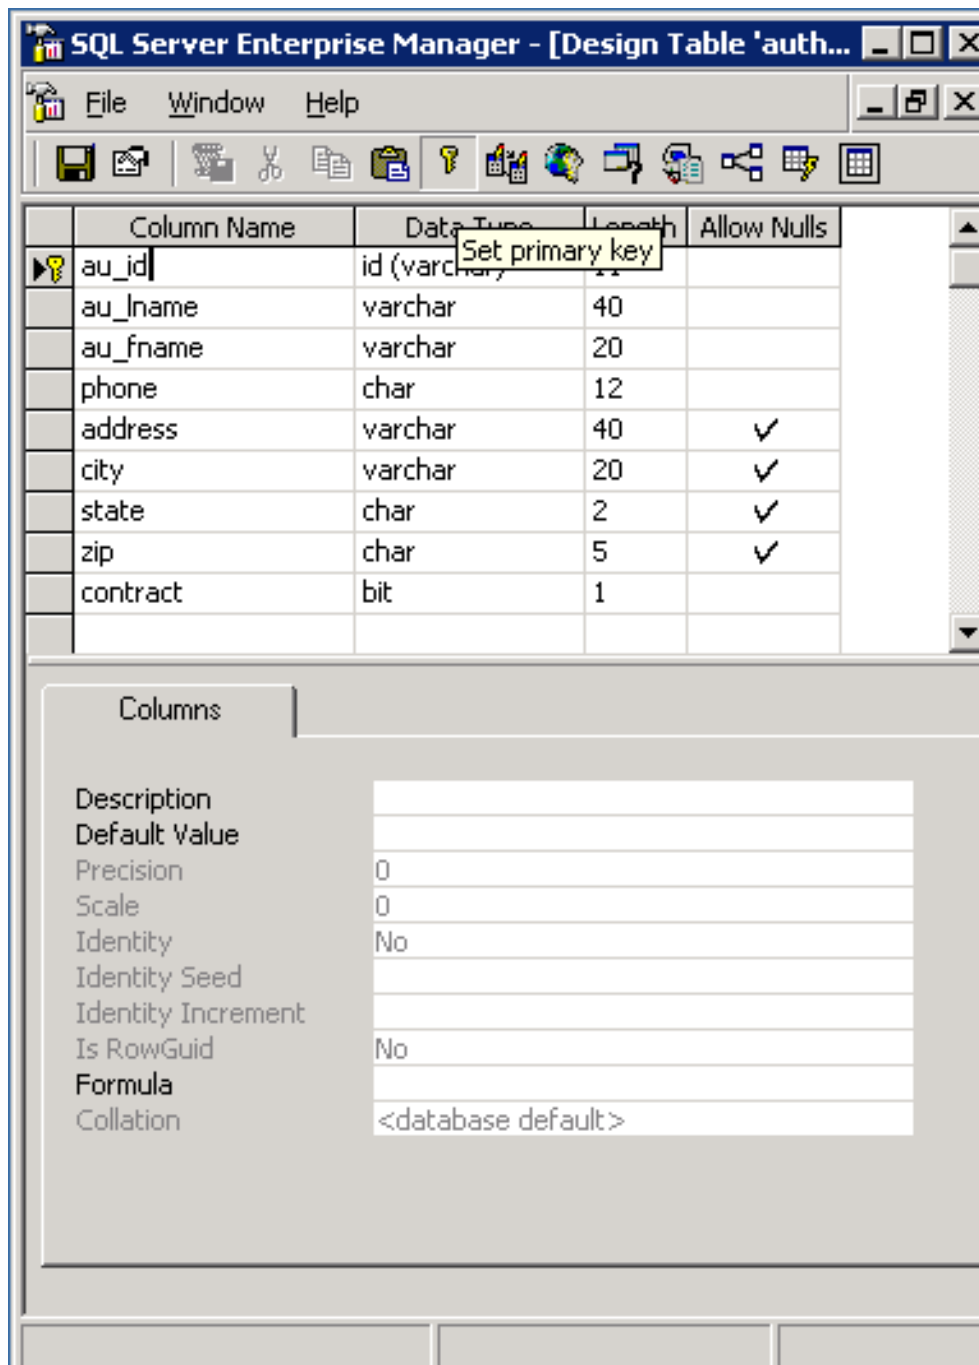 SQL Server Enterprise Manager - [Design Table 'auth...
File Window Help
Column Name Data Type Length Allow Nulls
Set primary key
au_id id (varchar) 11
au_lname varchar 40
au_fname varchar 20
phone char 12
address varchar 40
city varchar 20
state char 2
zip char 5
contract bit 1
Columns
Description
Default Value
Precision 0
Scale 0
Identity No
Identity Seed
Identity Increment
Is RowGuid No
Formula
Collation <database default>